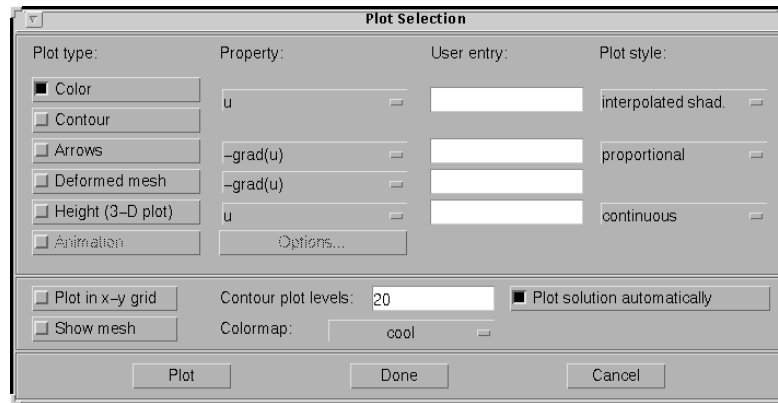 Plot Selection
Plot type: Property: User entry: Plot style:
Color
u interpolated shad.
Contour
Arrows -grad(u) proportional
Deformed mesh -grad(u)
Height (3-D plot) u continuous
Animation Options...
Plot in x-y grid Contour plot levels: 20 Plot solution automatically
Show mesh Colormap: cool
Plot Done Cancel